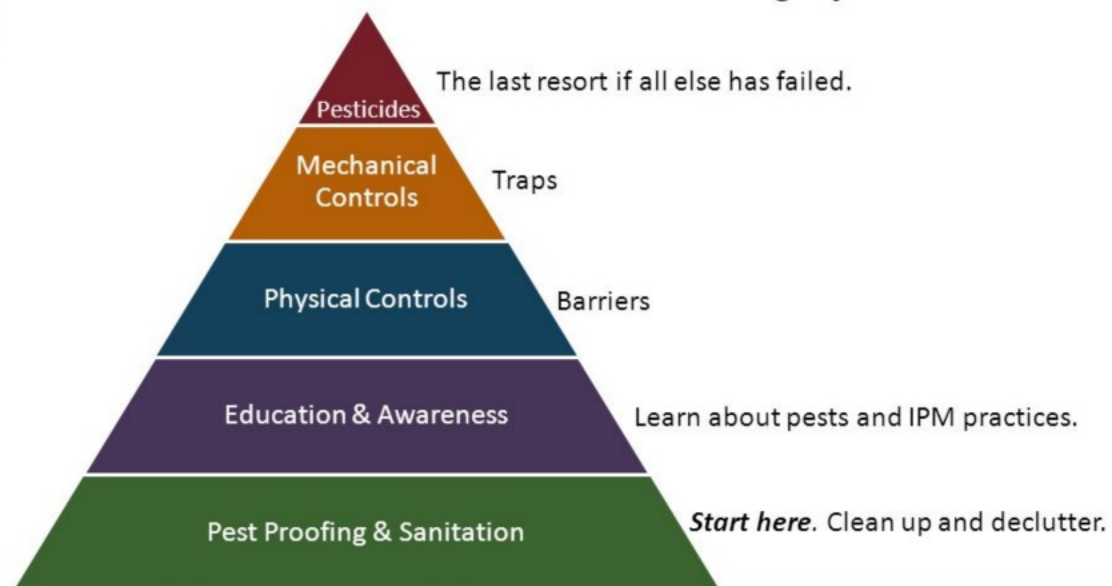 Pesticides
The last resort if all else has failed.
Mechanical
Controls
Traps
Physical Controls
Barriers
Education & Awareness
Learn about pests and IPM practices.
Pest Proofing & Sanitation
Start here. Clean up and declutter.